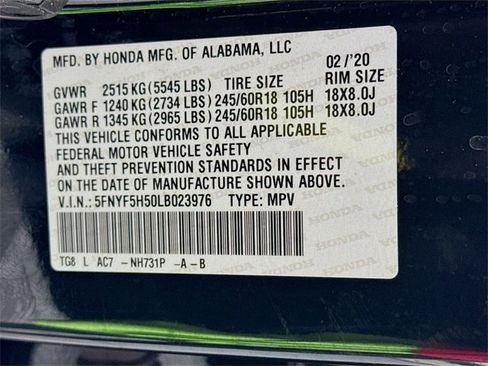 MFD. BY HONDA MFG. OF ALABAMA, LLC
02/'20
GVWR 2515 KG (5545 LBS) TIRE SIZE RIM SIZE
GAWR F 1240 KG (2734 LBS) 245/60R18 105H 18X8.0J
GAWR R 1345 KG (2965 LBS) 245/60R18 105H 18X8.0J
THIS VEHICLE CONFORMS TO ALL APPLICABLE
FEDERAL MOTOR VEHICLE SAFETY
AND THEFT PREVENTION STANDARDS IN EFFECT
ON THE DATE OF MANUFACTURE SHOWN ABOVE.
V.I.N.: 5FNYF5H50LB023976 TYPE: MPV
TG8 L AC7 -NH731P -A-B